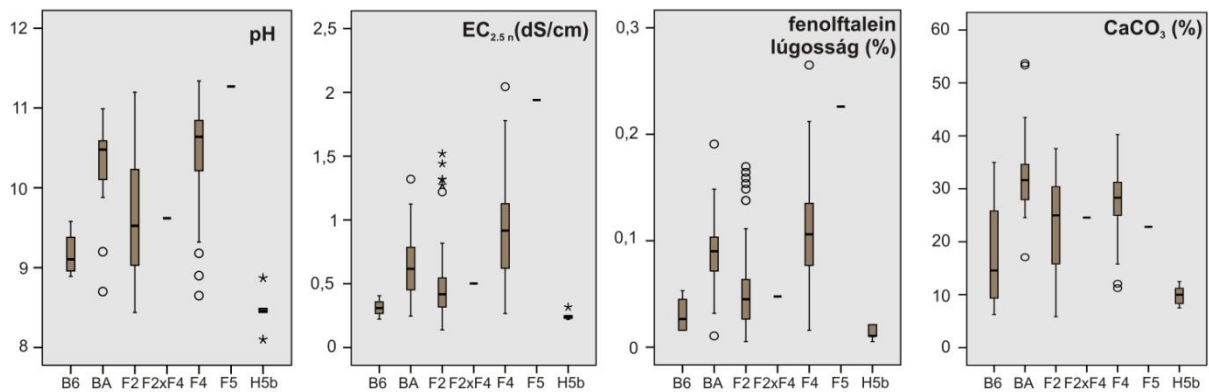 pH
12
11
10
9
8
B6 BA F2 F2xF4 F4 F5 H5b
EC2.5 n(dS/cm)
2,5
2
1,5
1
0,5
0
B6 BA F2 F2xF4 F4 F5 H5b
fenolftalein
lúgosság (%)
0,3
0,2
0,1
0
B6 BA F2 F2xF4 F4 F5 H5b
CaCO3 (%)
60
50
40
30
20
10
0
B6 BA F2 F2xF4 F4 F5 H5b